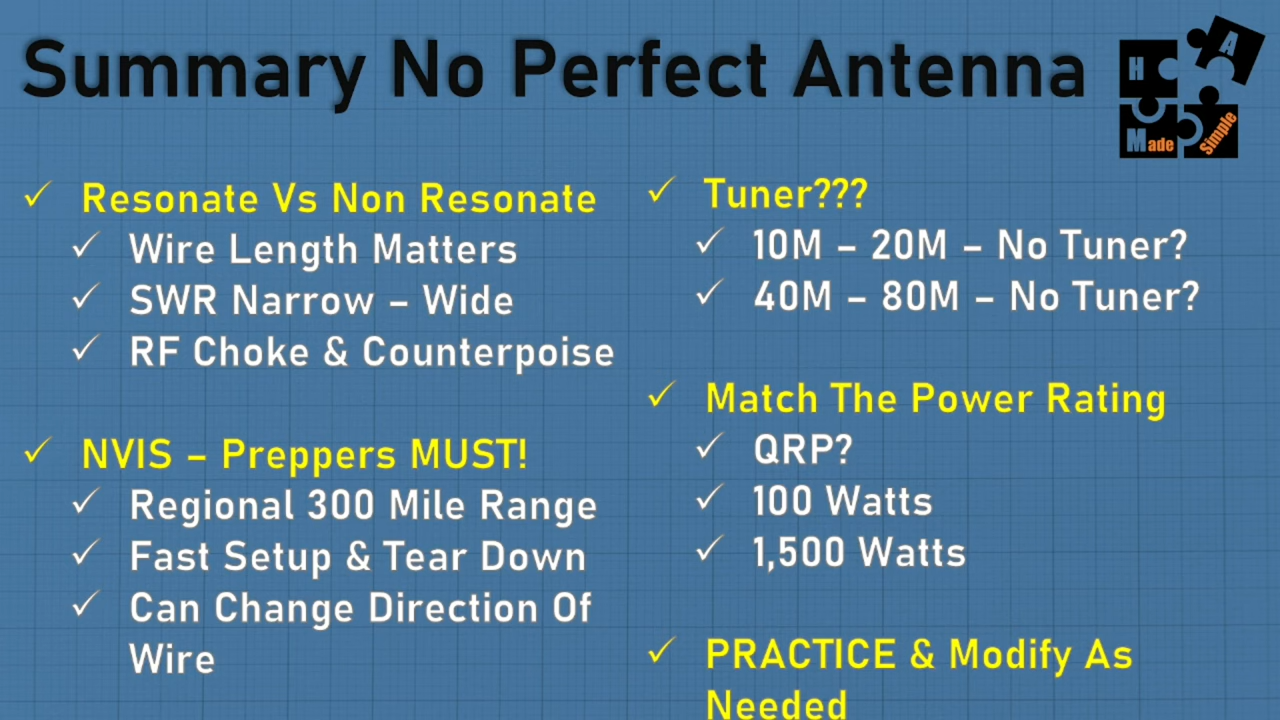 Summary No Perfect Antenna
H A
Made Simple
✓ Resonate Vs Non Resonate
✓ Wire Length Matters
✓ SWR Narrow – Wide
✓ RF Choke & Counterpoise
✓ NVIS – Preppers MUST!
✓ Regional 300 Mile Range
✓ Fast Setup & Tear Down
✓ Can Change Direction Of
Wire
✓ Tuner???
✓ 10M – 20M – No Tuner?
✓ 40M – 80M – No Tuner?
✓ Match The Power Rating
✓ QRP?
✓ 100 Watts
✓ 1,500 Watts
✓ PRACTICE & Modify As
Needed